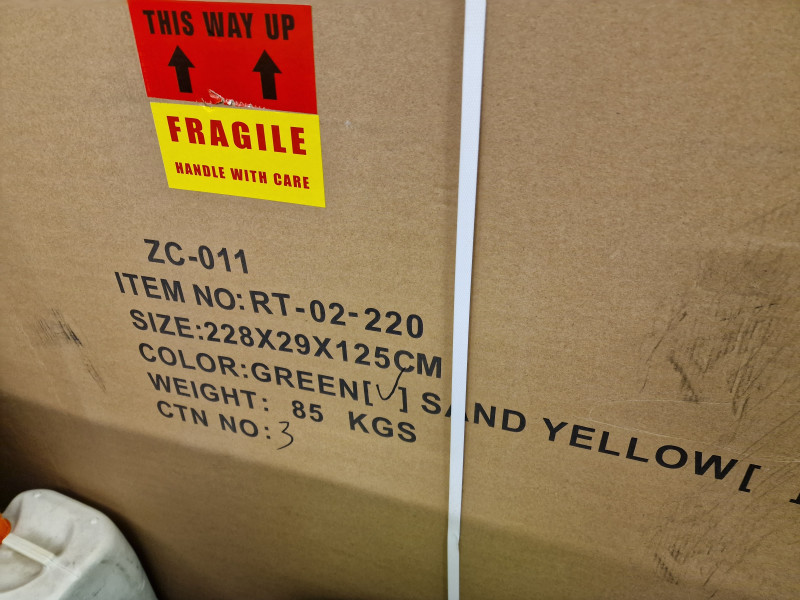 THIS WAY UP
FRAGILE
HANDLE WITH CARE
ZC-011
ITEM NO: RT-02-220
SIZE:228X29X125CM
COLOR:GREEN[✓] SAND YELLOW[ ]
WEIGHT: 85 KGS
CTN NO: 3